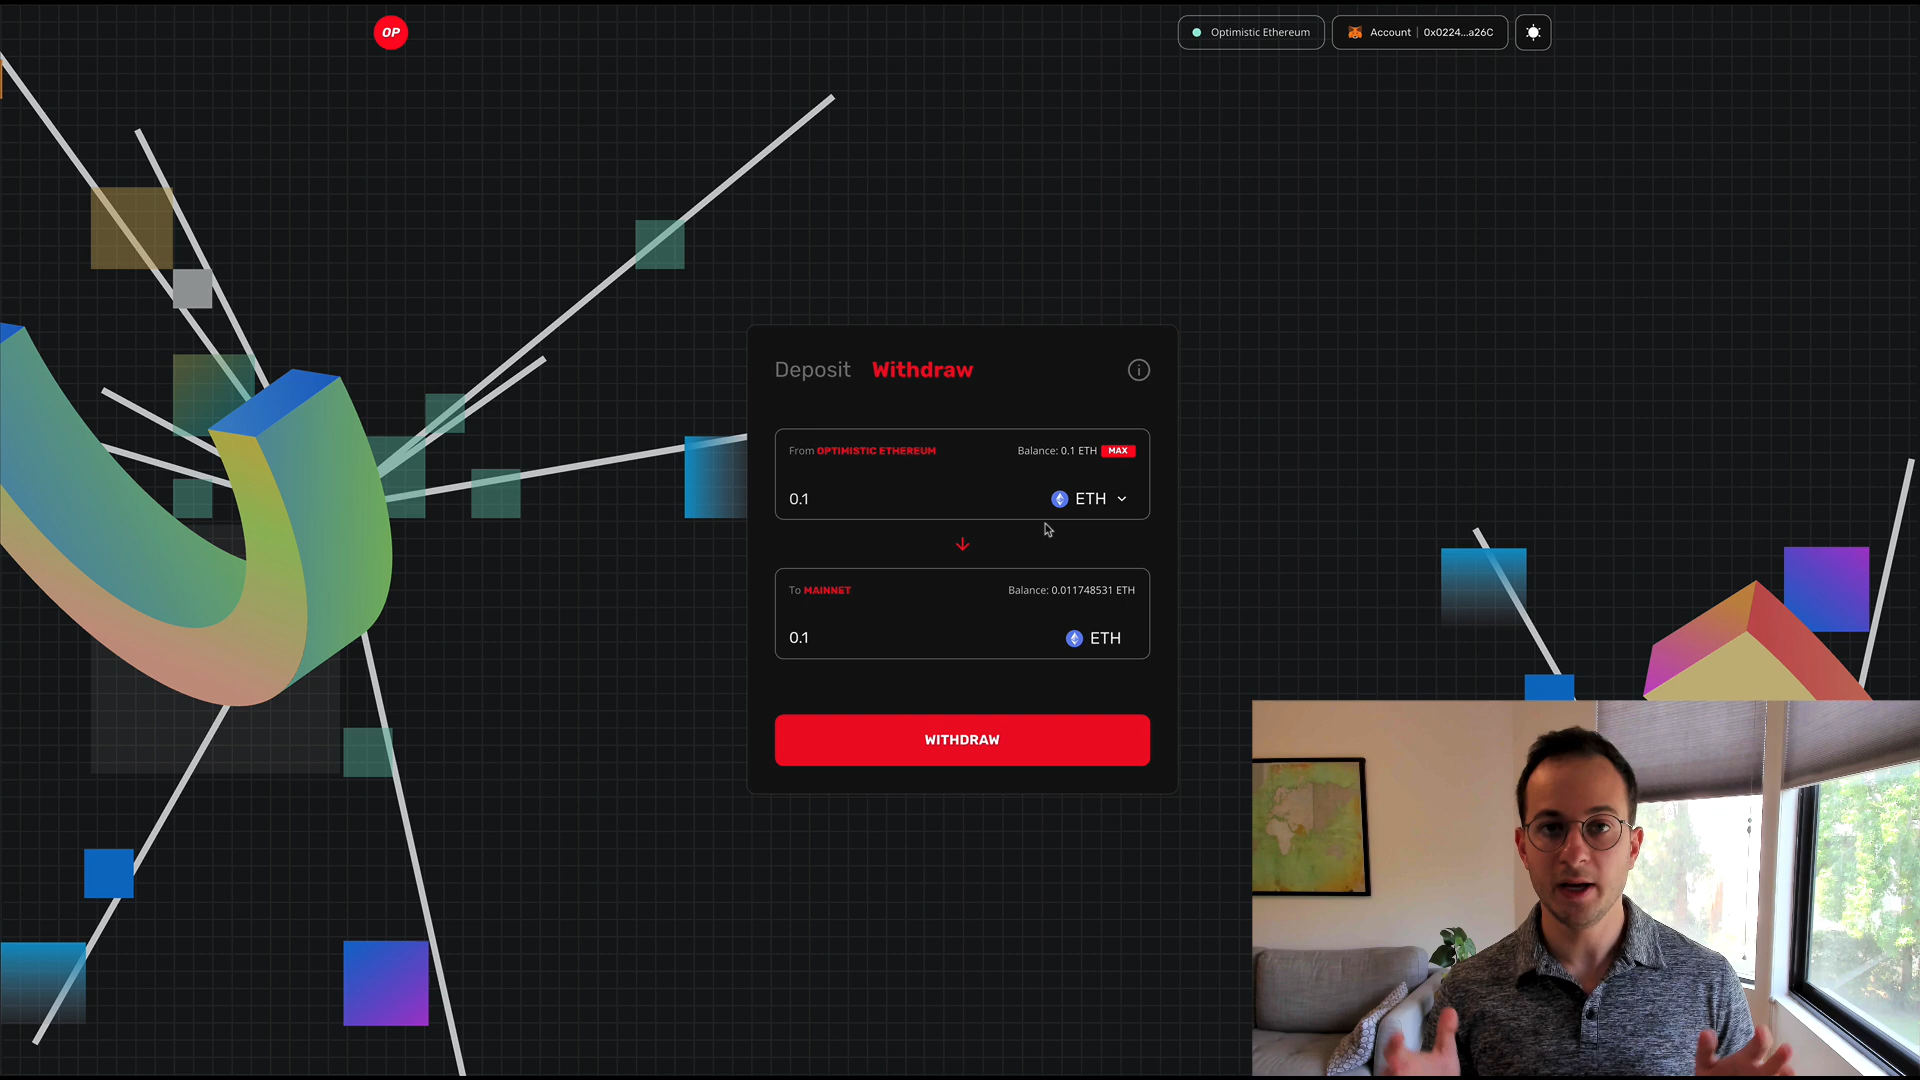 OP
Optimistic Ethereum
Account | 0x0224...a26C
Deposit Withdraw
From OPTIMISTIC ETHEREUM Balance: 0.1 ETH MAX
0.1 ETH
To MAINNET Balance: 0.011748531 ETH
0.1 ETH
WITHDRAW